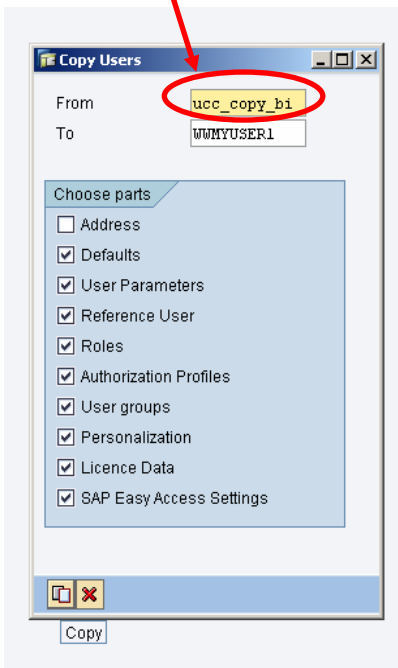 Copy Users
From ucc_copy_bi
To WWMYUSER1
Choose parts
Address
Defaults
User Parameters
Reference User
Roles
Authorization Profiles
User groups
Personalization
Licence Data
SAP Easy Access Settings
Copy